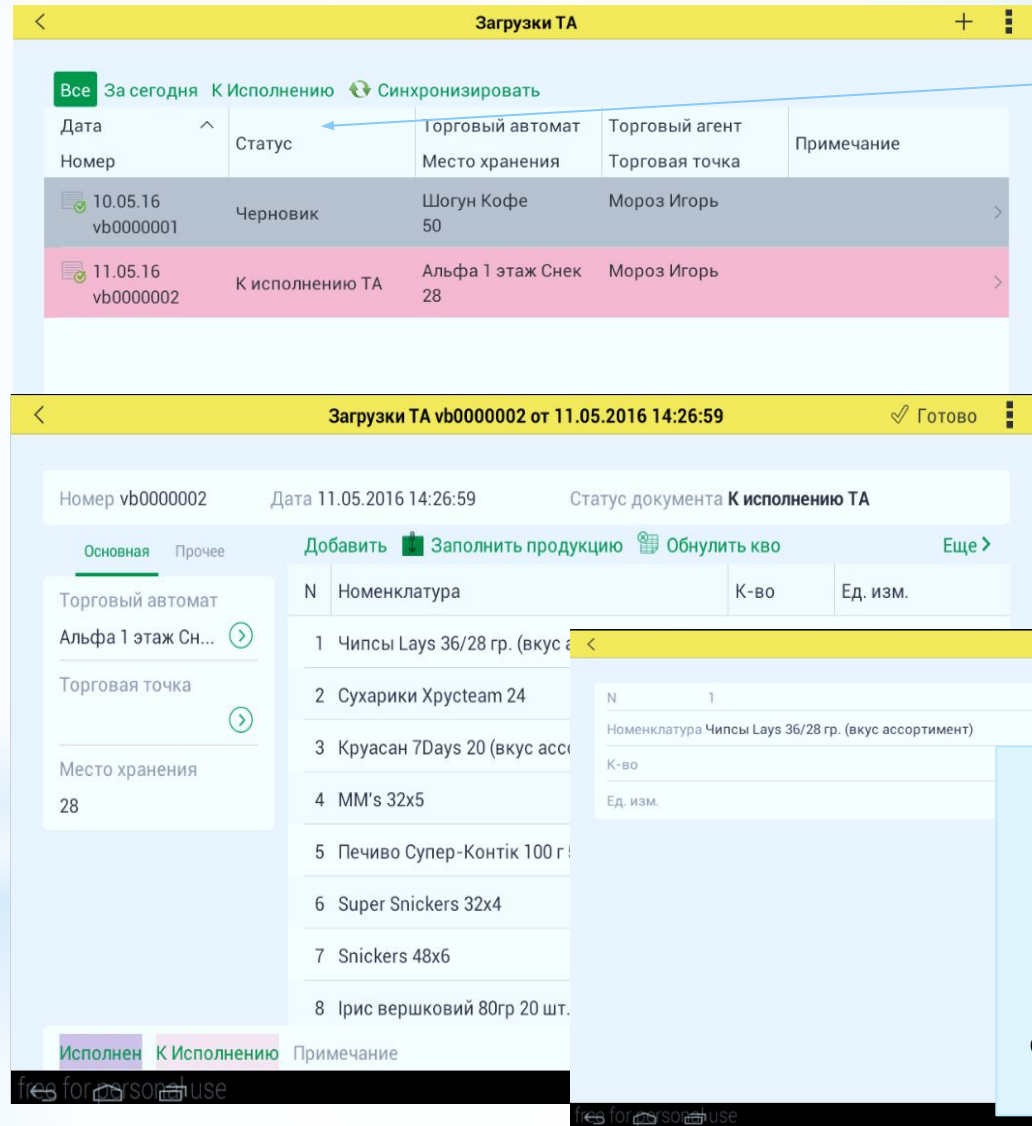 Загрузки ТА
Все За сегодня К Исполнению Синхронизировать
Дата Статус Торговый автомат Торговый агент Примечание
Номер Место хранения Торговая точка
10.05.16 Черновик Шогун Кофе Мороз Игорь
vb0000001 50
11.05.16 К исполнению ТА Альфа 1 этаж Снек Мороз Игорь
vb0000002 28
Загрузки ТА vb0000002 от 11.05.2016 14:26:59 Готово
Номер vb0000002 Дата 11.05.2016 14:26:59 Статус документа К исполнению ТА
Основная Прочее
Торговый автомат
Альфа 1 этаж Сн...
Торговая точка
Место хранения
28
Добавить Заполнить продукцию Обнулить кво Еще
N Номенклатура К-во Ед. изм.
1 Чипсы Lays 36/28 гр. (вкус
2 Сухарики Хрусteam 24
3 Круасан 7Days 20 (вкус
4 MM's 32x5
5 Печиво Супер-Контік 100 г
6 Super Snickers 32x4
7 Snickers 48x6
8 Ірис вершковий 80гр 20 шт.
Исполнен К Исполнению Примечание
free for personal use
N 1
Номенклатура Чипсы Lays 36/28 гр. (вкус ассортимент)
К-во
Ед. изм.
free for personal use